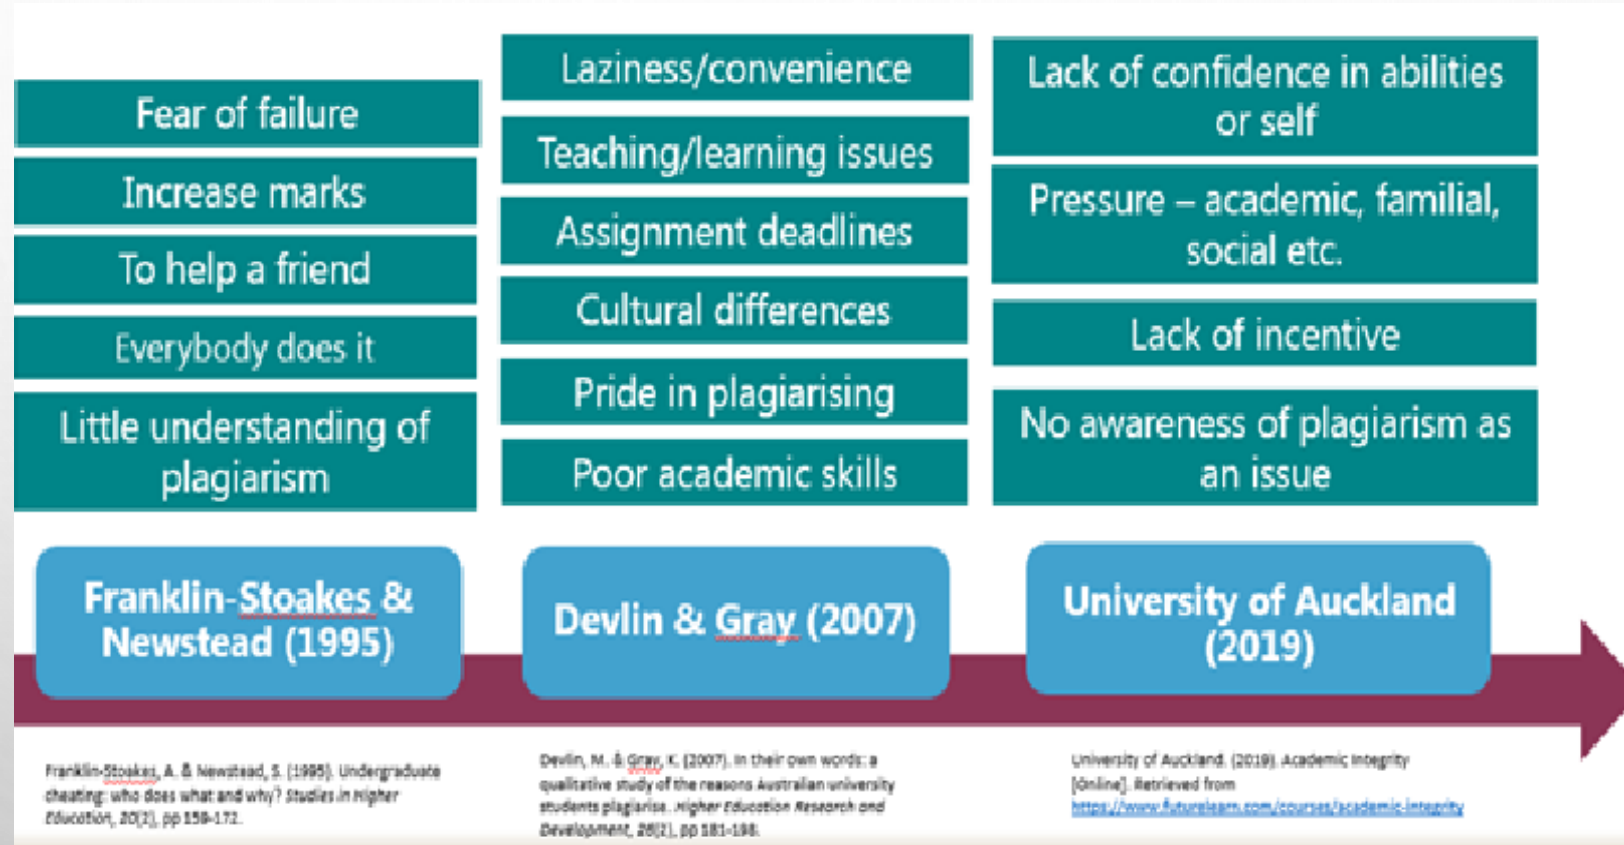 Fear of failure
Increase marks
To help a friend
Everybody does it
Little understanding of
plagiarism
Franklin-Stoakes &
Newstead (1995)
Franklin-Stoakes, A. & Newstead, S. (1995). Undergraduate
cheating: who does what and why? Studies in Higher
Education, 20(2), pp 159-172.
Laziness/convenience
Teaching/learning issues
Assignment deadlines
Cultural differences
Pride in plagiarising
Poor academic skills
Devlin & Gray (2007)
Devlin, M. & Gray, K. (2007). In their own words: a
qualitative study of the reasons Australian university
students plagiarise. Higher Education Research and
Development, 26(2), pp 181-198.
Lack of confidence in abilities
or self
Pressure – academic, familial,
social etc.
Lack of incentive
No awareness of plagiarism as
an issue
University of Auckland
(2019)
University of Auckland. (2019). Academic Integrity
[Online]. Retrieved from
https://www.futurelearn.com/courses/academic-integrity